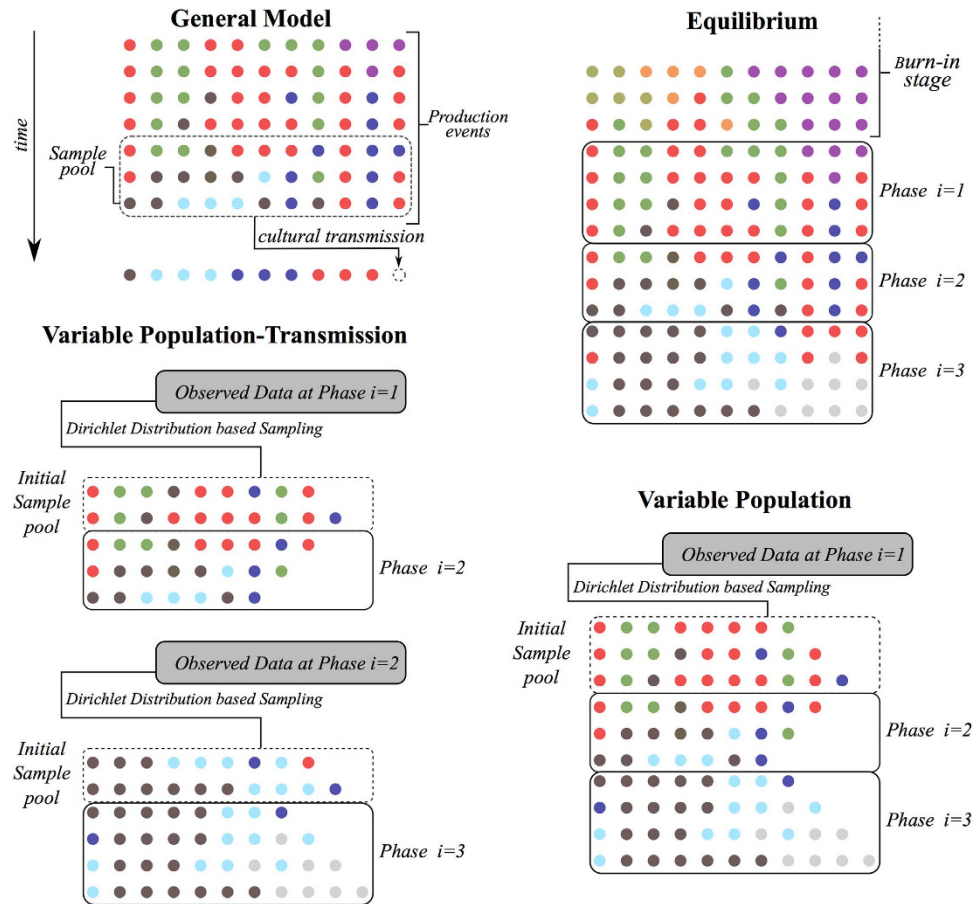 General Model
time
Sample
pool
Production
events
cultural transmission
Equilibrium
Burn-in
stage
Phase i=1
Phase i=2
Phase i=3
Variable Population-Transmission
Observed Data at Phase i=1
Dirichlet Distribution based Sampling
Initial
Sample
pool
Phase i=2
Observed Data at Phase i=2
Dirichlet Distribution based Sampling
Initial
Sample
pool
Phase i=3
Variable Population
Observed Data at Phase i=1
Dirichlet Distribution based Sampling
Initial
Sample
pool
Phase i=2
Phase i=3